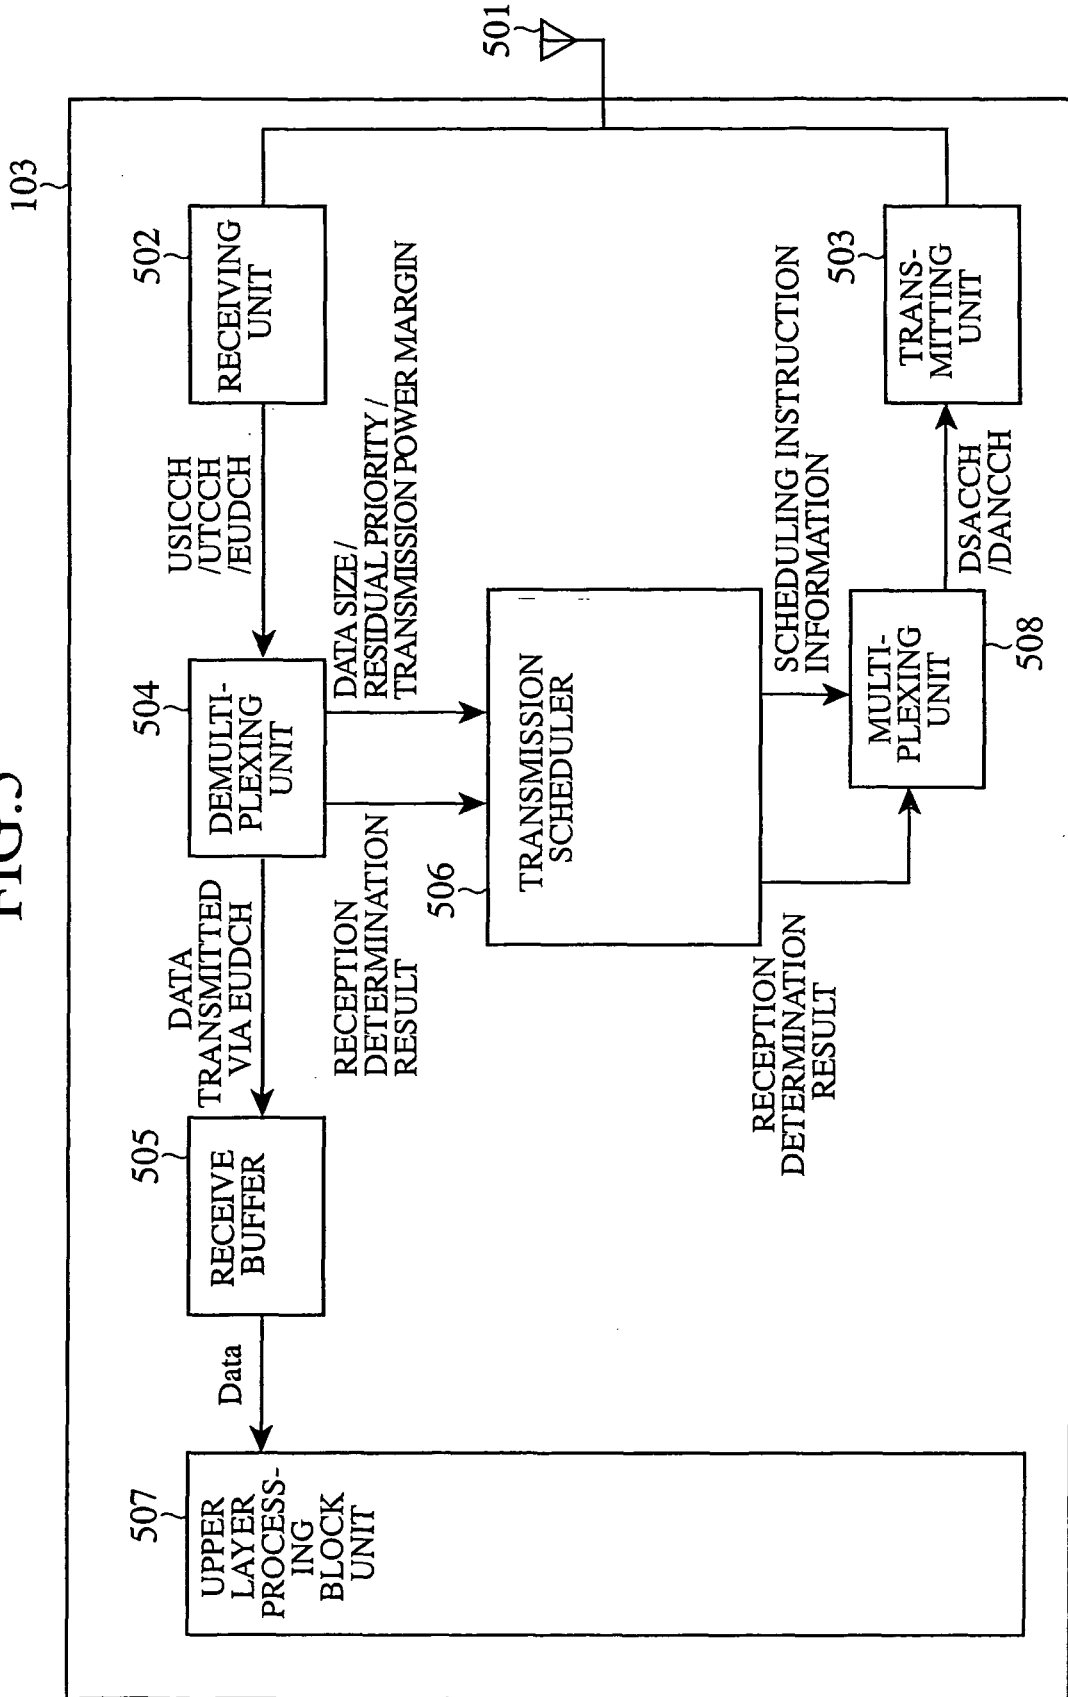 FIG.5
103
501
502
RECEIVING
UNIT
503
TRANS-
MITTING
UNIT
USICCH
/UTCCH
/EUDCH
DSACCH
/DANCCH
504
DEMULTI-
PLEXING
UNIT
DATA SIZE /
RESIDUAL PRIORITY /
TRANSMISSION POWER MARGIN
RECEPTION
DETERMINATION
RESULT
506
TRANSMISSION
SCHEDULER
SCHEDULING INSTRUCTION
INFORMATION
RECEPTION
DETERMINATION
RESULT
508
MULTI-
PLEXING
UNIT
DATA
TRANSMITTED
VIA EUDCH
505
RECEIVE
BUFFER
Data
507
UPPER
LAYER
PROCESS-
ING
BLOCK
UNIT